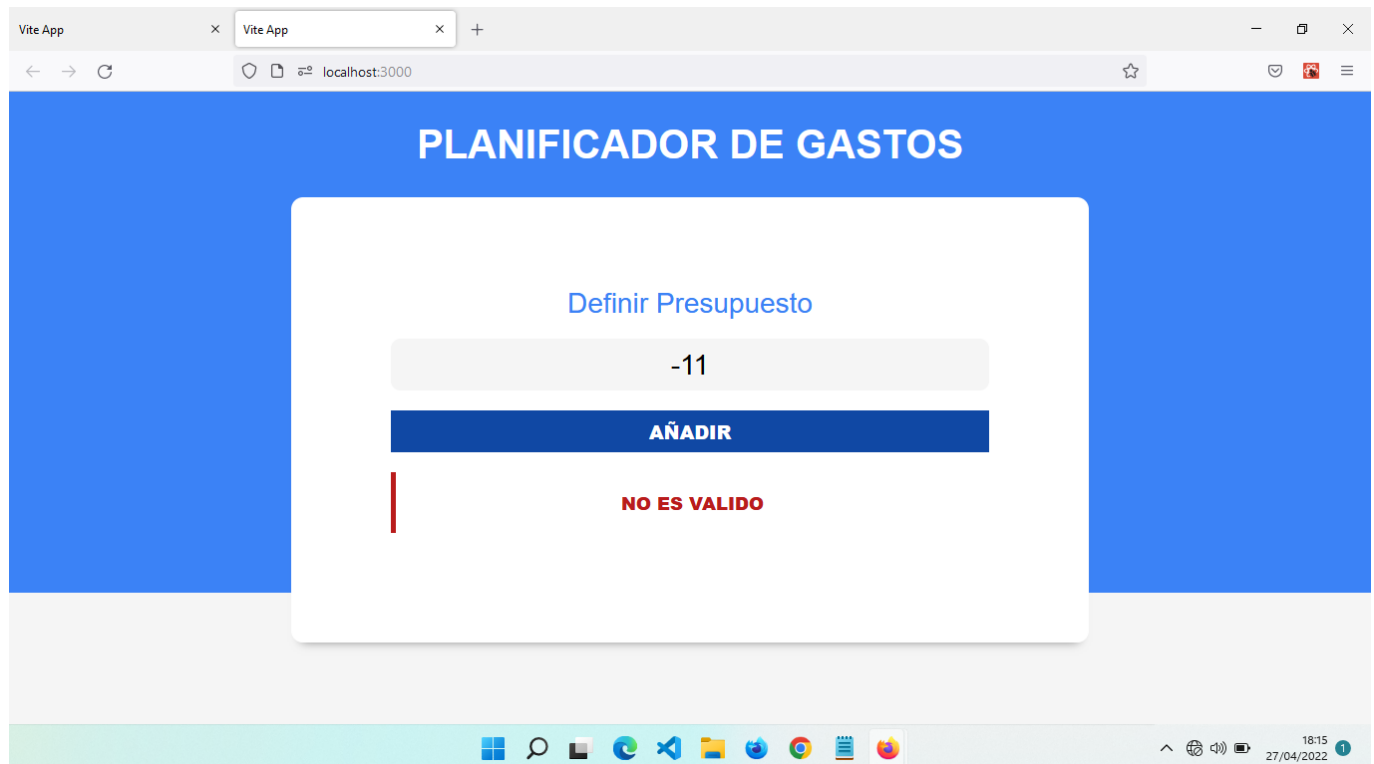 Vite App
Vite App
localhost:3000
PLANIFICADOR DE GASTOS
Definir Presupuesto
-11
AÑADIR
NO ES VALIDO
18:15
27/04/2022
1